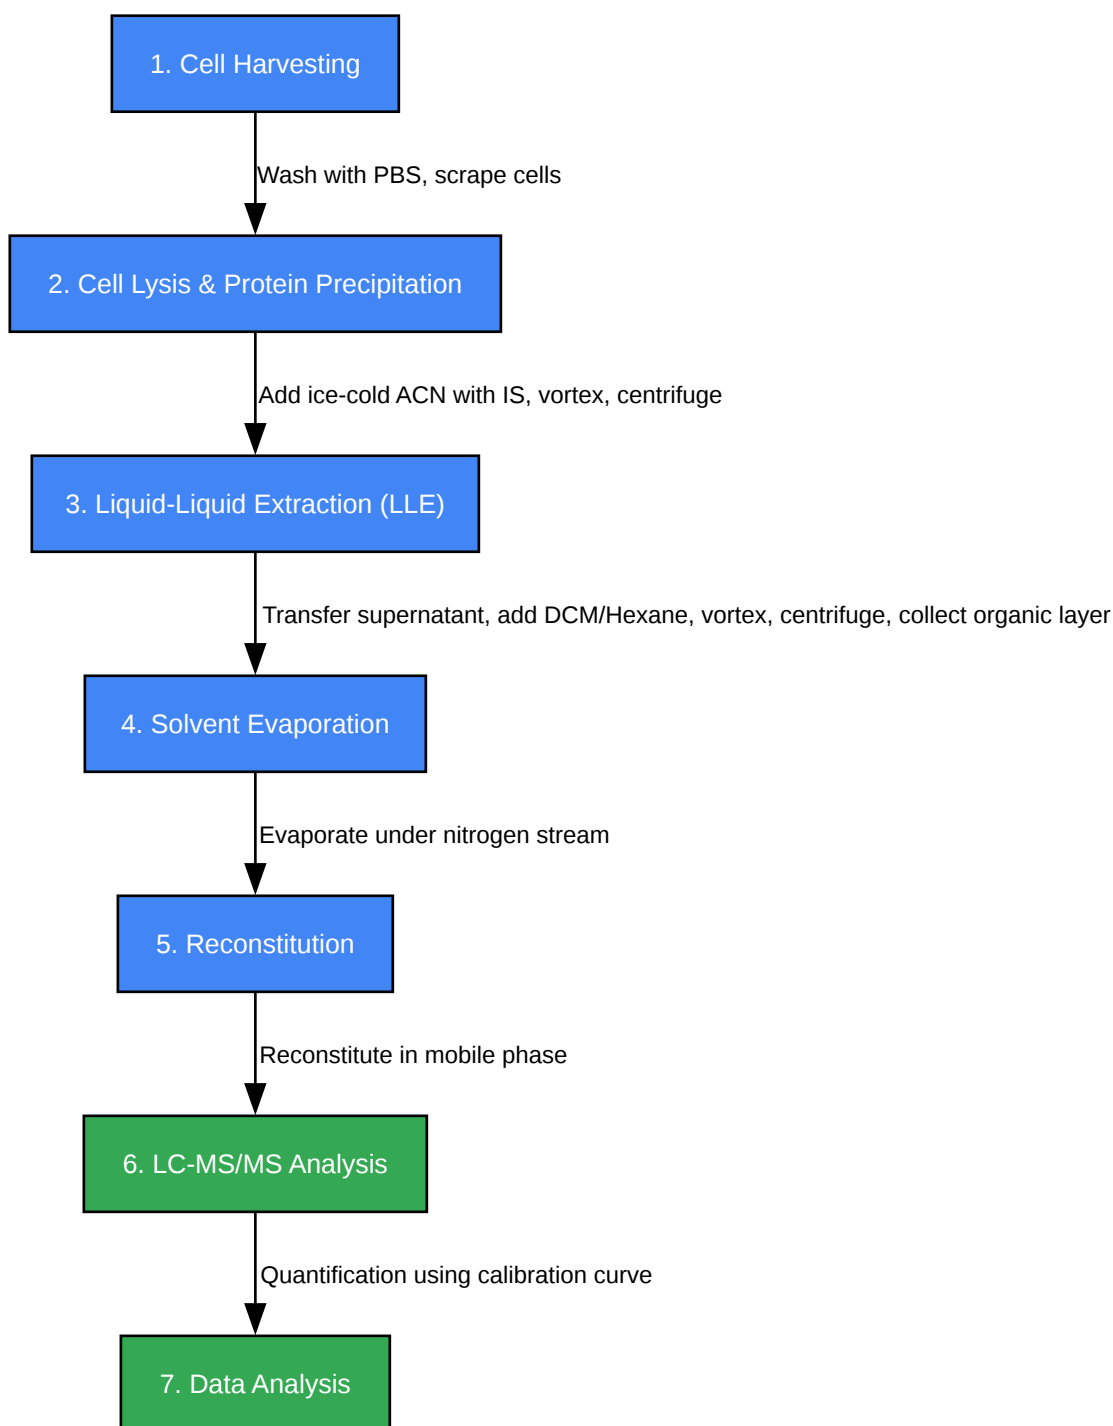 1. Cell Harvesting
Wash with PBS, scrape cells
2. Cell Lysis & Protein Precipitation
Add ice-cold ACN with IS, vortex, centrifuge
3. Liquid-Liquid Extraction (LLE)
Transfer supernatant, add DCM/Hexane, vortex, centrifuge, collect organic layer
4. Solvent Evaporation
Evaporate under nitrogen stream
5. Reconstitution
Reconstitute in mobile phase
6. LC-MS/MS Analysis
Quantification using calibration curve
7. Data Analysis